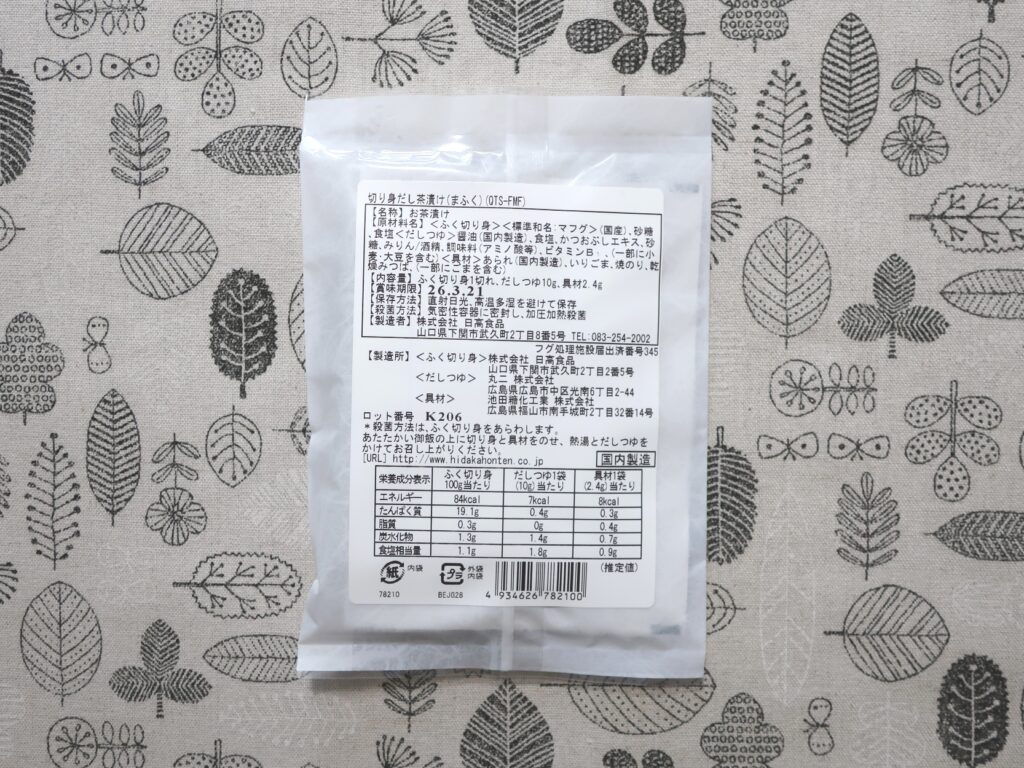 切り身だし茶漬け(まふく)(QTS-FMF)
【名称】お茶漬け
【原材料名】<ふく切り身><標準和名:マフグ>(国産)、砂糖
、食塩<だしつゆ>醤油(国内製造)、食塩、かつおぶしエキス、砂
糖、みりん/酒精、調味料(アミノ酸等)、ビタミンB₁、(一部に小
麦・大豆を含む)<具材>あられ(国内製造)、いりごま、焼のり、乾
燥みつば、(一部にごまを含む)
【内容量】ふく切り身1切れ、だしつゆ10g、具材2.4g
【賞味期限】26.3.21
【保存方法】直射日光、高温多湿を避けて保存
【殺菌方法】気密性容器に密封し、加圧加熱殺菌
【製造者】株式会社 日高食品
山口県下関市武久町2丁目8番5号 TEL:083-254-2002
フグ処理施設届出済番号345
【製造所】<ふく切り身>株式会社 日高食品
山口県下関市武久町2丁目2番5号
<だしつゆ> 丸二 株式会社
広島県広島市中区光南6丁目2-44
<具材> 池田糖化工業 株式会社
広島県福山市南手城町2丁目32番14号
ロット番号 K206
*殺菌方法は、ふく切り身をあらわします。
あたたかい御飯の上に切り身と具材をのせ、熱湯とだしつゆを
かけてお召し上がりください。
[URL] http://www.hidakahonten.co.jp 国内製造
栄養成分表示 ふく切り身 100g当たり だしつゆ1袋 (10g)当たり 具材1袋 (2.4g)当たり
エネルギー 84kcal 7kcal 8kcal
たんぱく質 19.1g 0.4g 0.3g
脂質 0.3g 0g 0.4g
炭水化物 1.3g 1.4g 0.7g
食塩相当量 1.1g 1.8g 0.9g
(推定値)
紙 内袋 プラ 外袋 内袋
78210 BEJ028 4 934626 782100